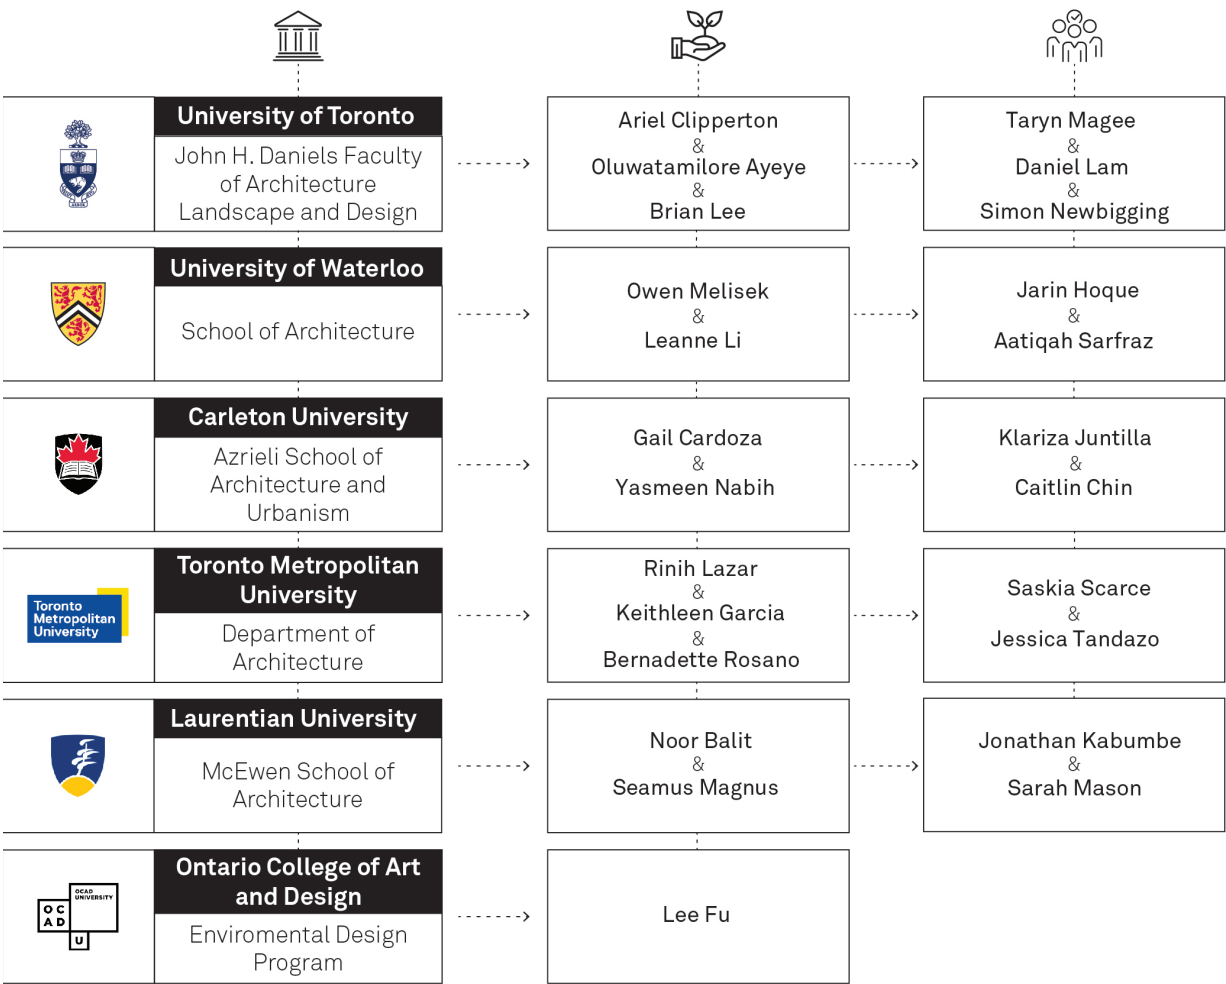 University of Toronto
John H. Daniels Faculty
of Architecture
Landscape and Design
Ariel Clipperton
&
Oluwatamilore Ayeye
&
Brian Lee
Taryn Magee
&
Daniel Lam
&
Simon Newbigging
University of Waterloo
School of Architecture
Owen Melisek
&
Leanne Li
Jarin Hoque
&
Aatiqah Sarfraz
Carleton University
Azrieli School of
Architecture and
Urbanism
Gail Cardoza
&
Yasmeen Nabih
Klariza Juntilla
&
Caitlin Chin
Toronto
Metropolitan
University
Toronto Metropolitan
University
Department of
Architecture
Rinih Lazar
&
Keithleen Garcia
&
Bernadette Rosano
Saskia Scarce
&
Jessica Tandazo
Laurentian University
McEwen School of
Architecture
Noor Balit
&
Seamus Magnus
Jonathan Kabumbe
&
Sarah Mason
OCAD
UNIVERSITY
OC
AD
U
Ontario College of Art
and Design
Enviromental Design
Program
Lee Fu